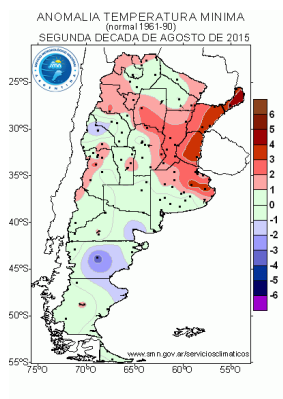 ANOMALIA TEMPERATURA MINIMA
(normal 1961-90)
SEGUNDA DECADA DE AGOSTO DE 2015
25°S
30°S
35°S
40°S
45°S
50°S
55°S
75°O 70°O 65°O 60°O 55°O
6
5
4
3
2
1
0
-1
-2
-3
-4
-5
-6
www.smn.gov.ar/serviciosclimaticos